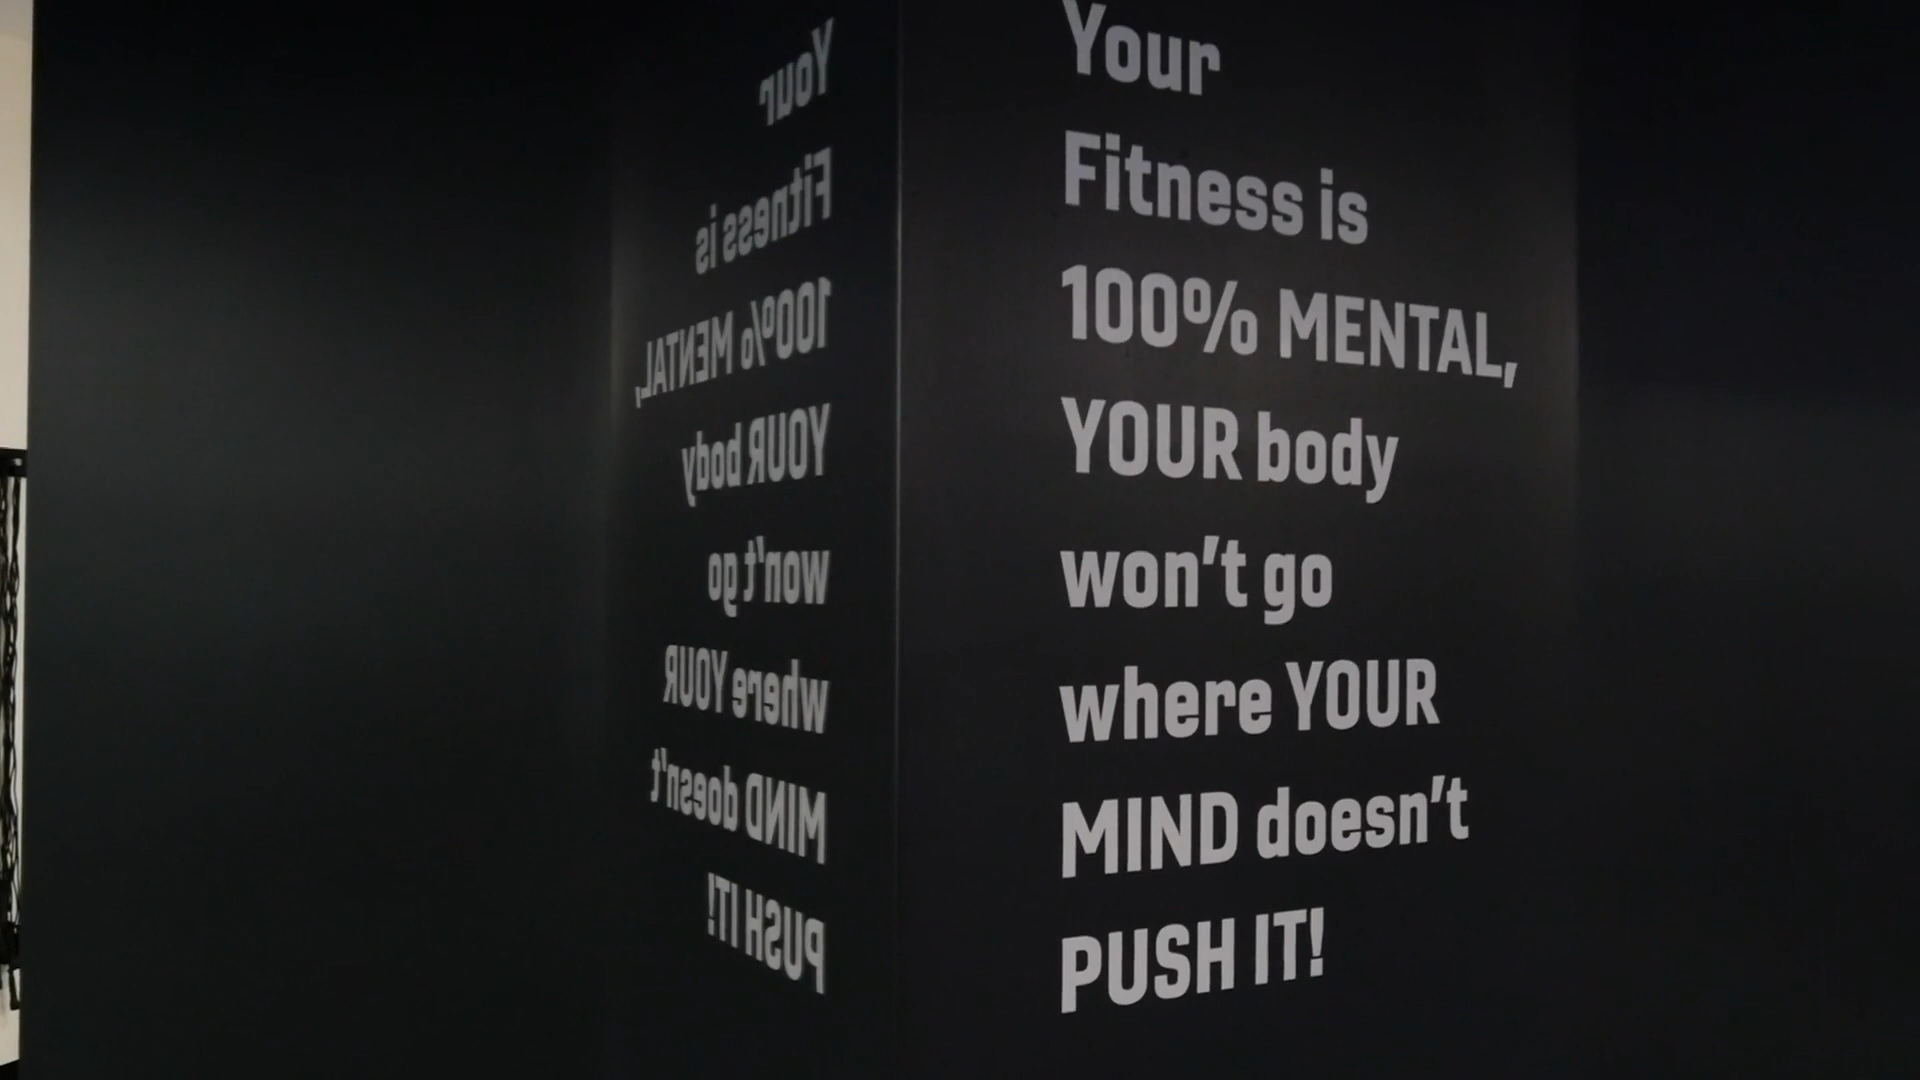 Your
Fitness is
100% MENTAL,
YOUR body
won't go
where YOUR
MIND doesn't
PUSH IT!